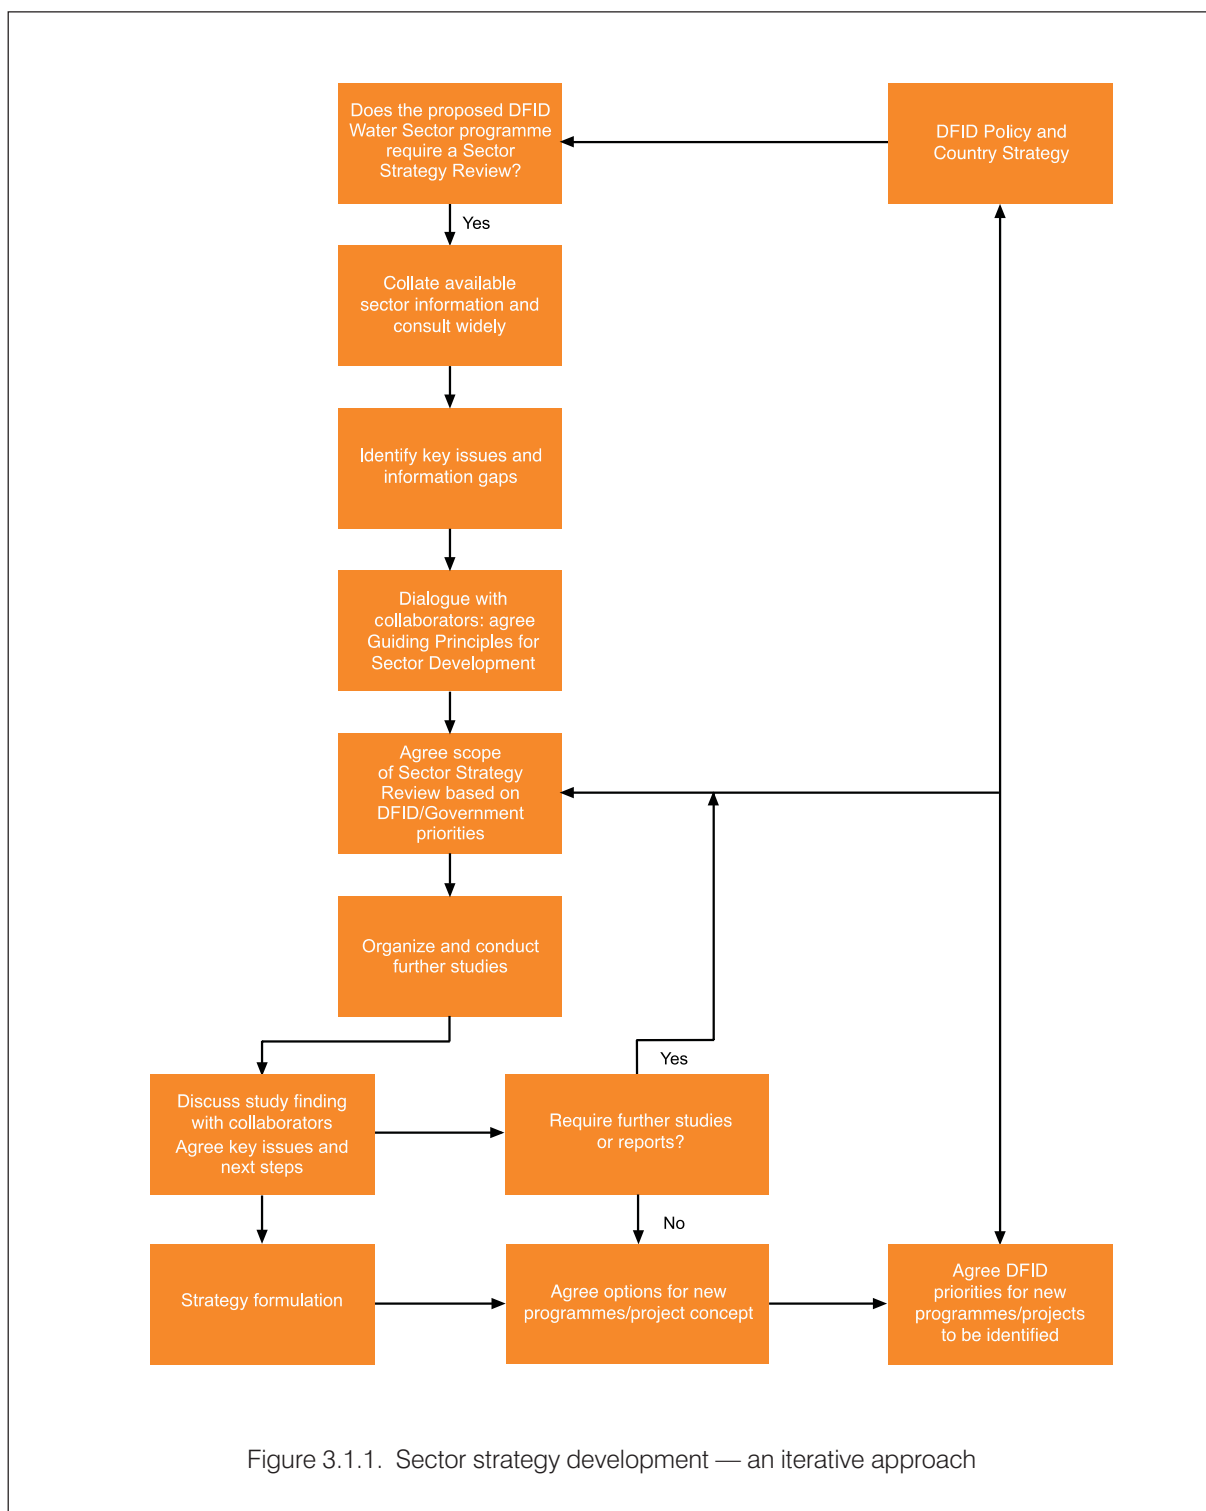 Does the proposed DFID
Water Sector programme
require a Sector
Strategy Review?
DFID Policy and
Country Strategy
Yes
Collate available
sector information and
consult widely
Identify key issues and
information gaps
Dialogue with
collaborators: agree
Guiding Principles for
Sector Development
Agree scope
of Sector Strategy
Review based on
DFID/Government
priorities
Organize and conduct
further studies
Discuss study finding
with collaborators
Agree key issues and
next steps
Yes
Require further studies
or reports?
No
Strategy formulation
Agree options for new
programmes/project concept
Agree DFID
priorities for new
programmes/projects
to be identified
Figure 3.1.1. Sector strategy development — an iterative approach